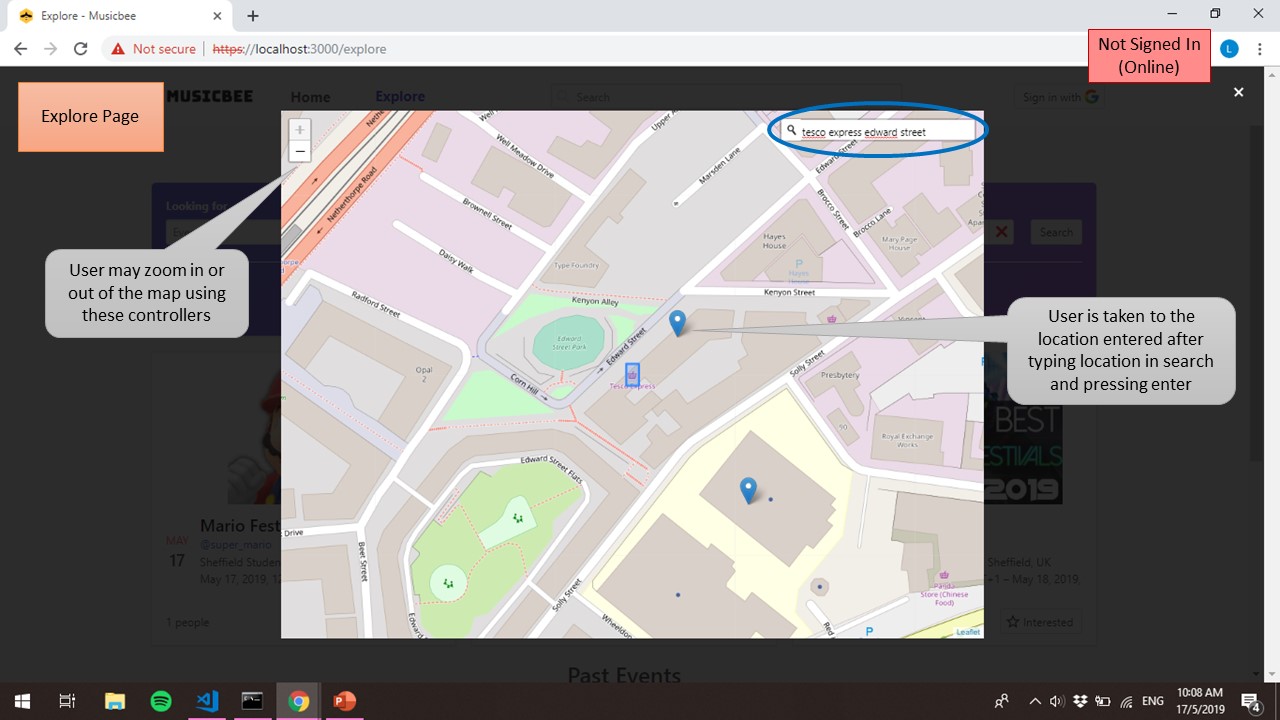 Explore - Musicbee
Not secure | https://localhost:3000/explore
L
Not Signed In
(Online)
Explore Page
MUSICBEE
Home
Explore
Search
Sign in with
+
−
tesco express edward street
User may zoom in or
out of the map using
these controllers
User is taken to the
location entered after
typing location in search
and pressing enter
Looking for
Search
Netherthorpe Road
Well Meadow Drive
Brownell Street
Daisy Walk
Radford Street
Type Foundry
Kenyon Alley
Marsden Lane
Edward Street
Brocco Street
Brocco Lane
Hayes
House
Mary Page
House
P
Kenyon Street
Edward
Street Park
Edward Street
Tesco Express
Corn Hill
Opal
2
Solly Street
Presbytery
Royal Exchange
Works
Edward Street Flats
Beet Street
Drive
Solly Street
Panda
Store (Chinese
Food)
P
Leaflet
BEST
2019
Mario Fest
MAY
17
@super_mario
Sheffield Studen
May 17, 2019, 12
1 people
Sheffield, UK
+1 – May 18, 2019
Interested
Past Events
ENG
10:08 AM
17/5/2019
4